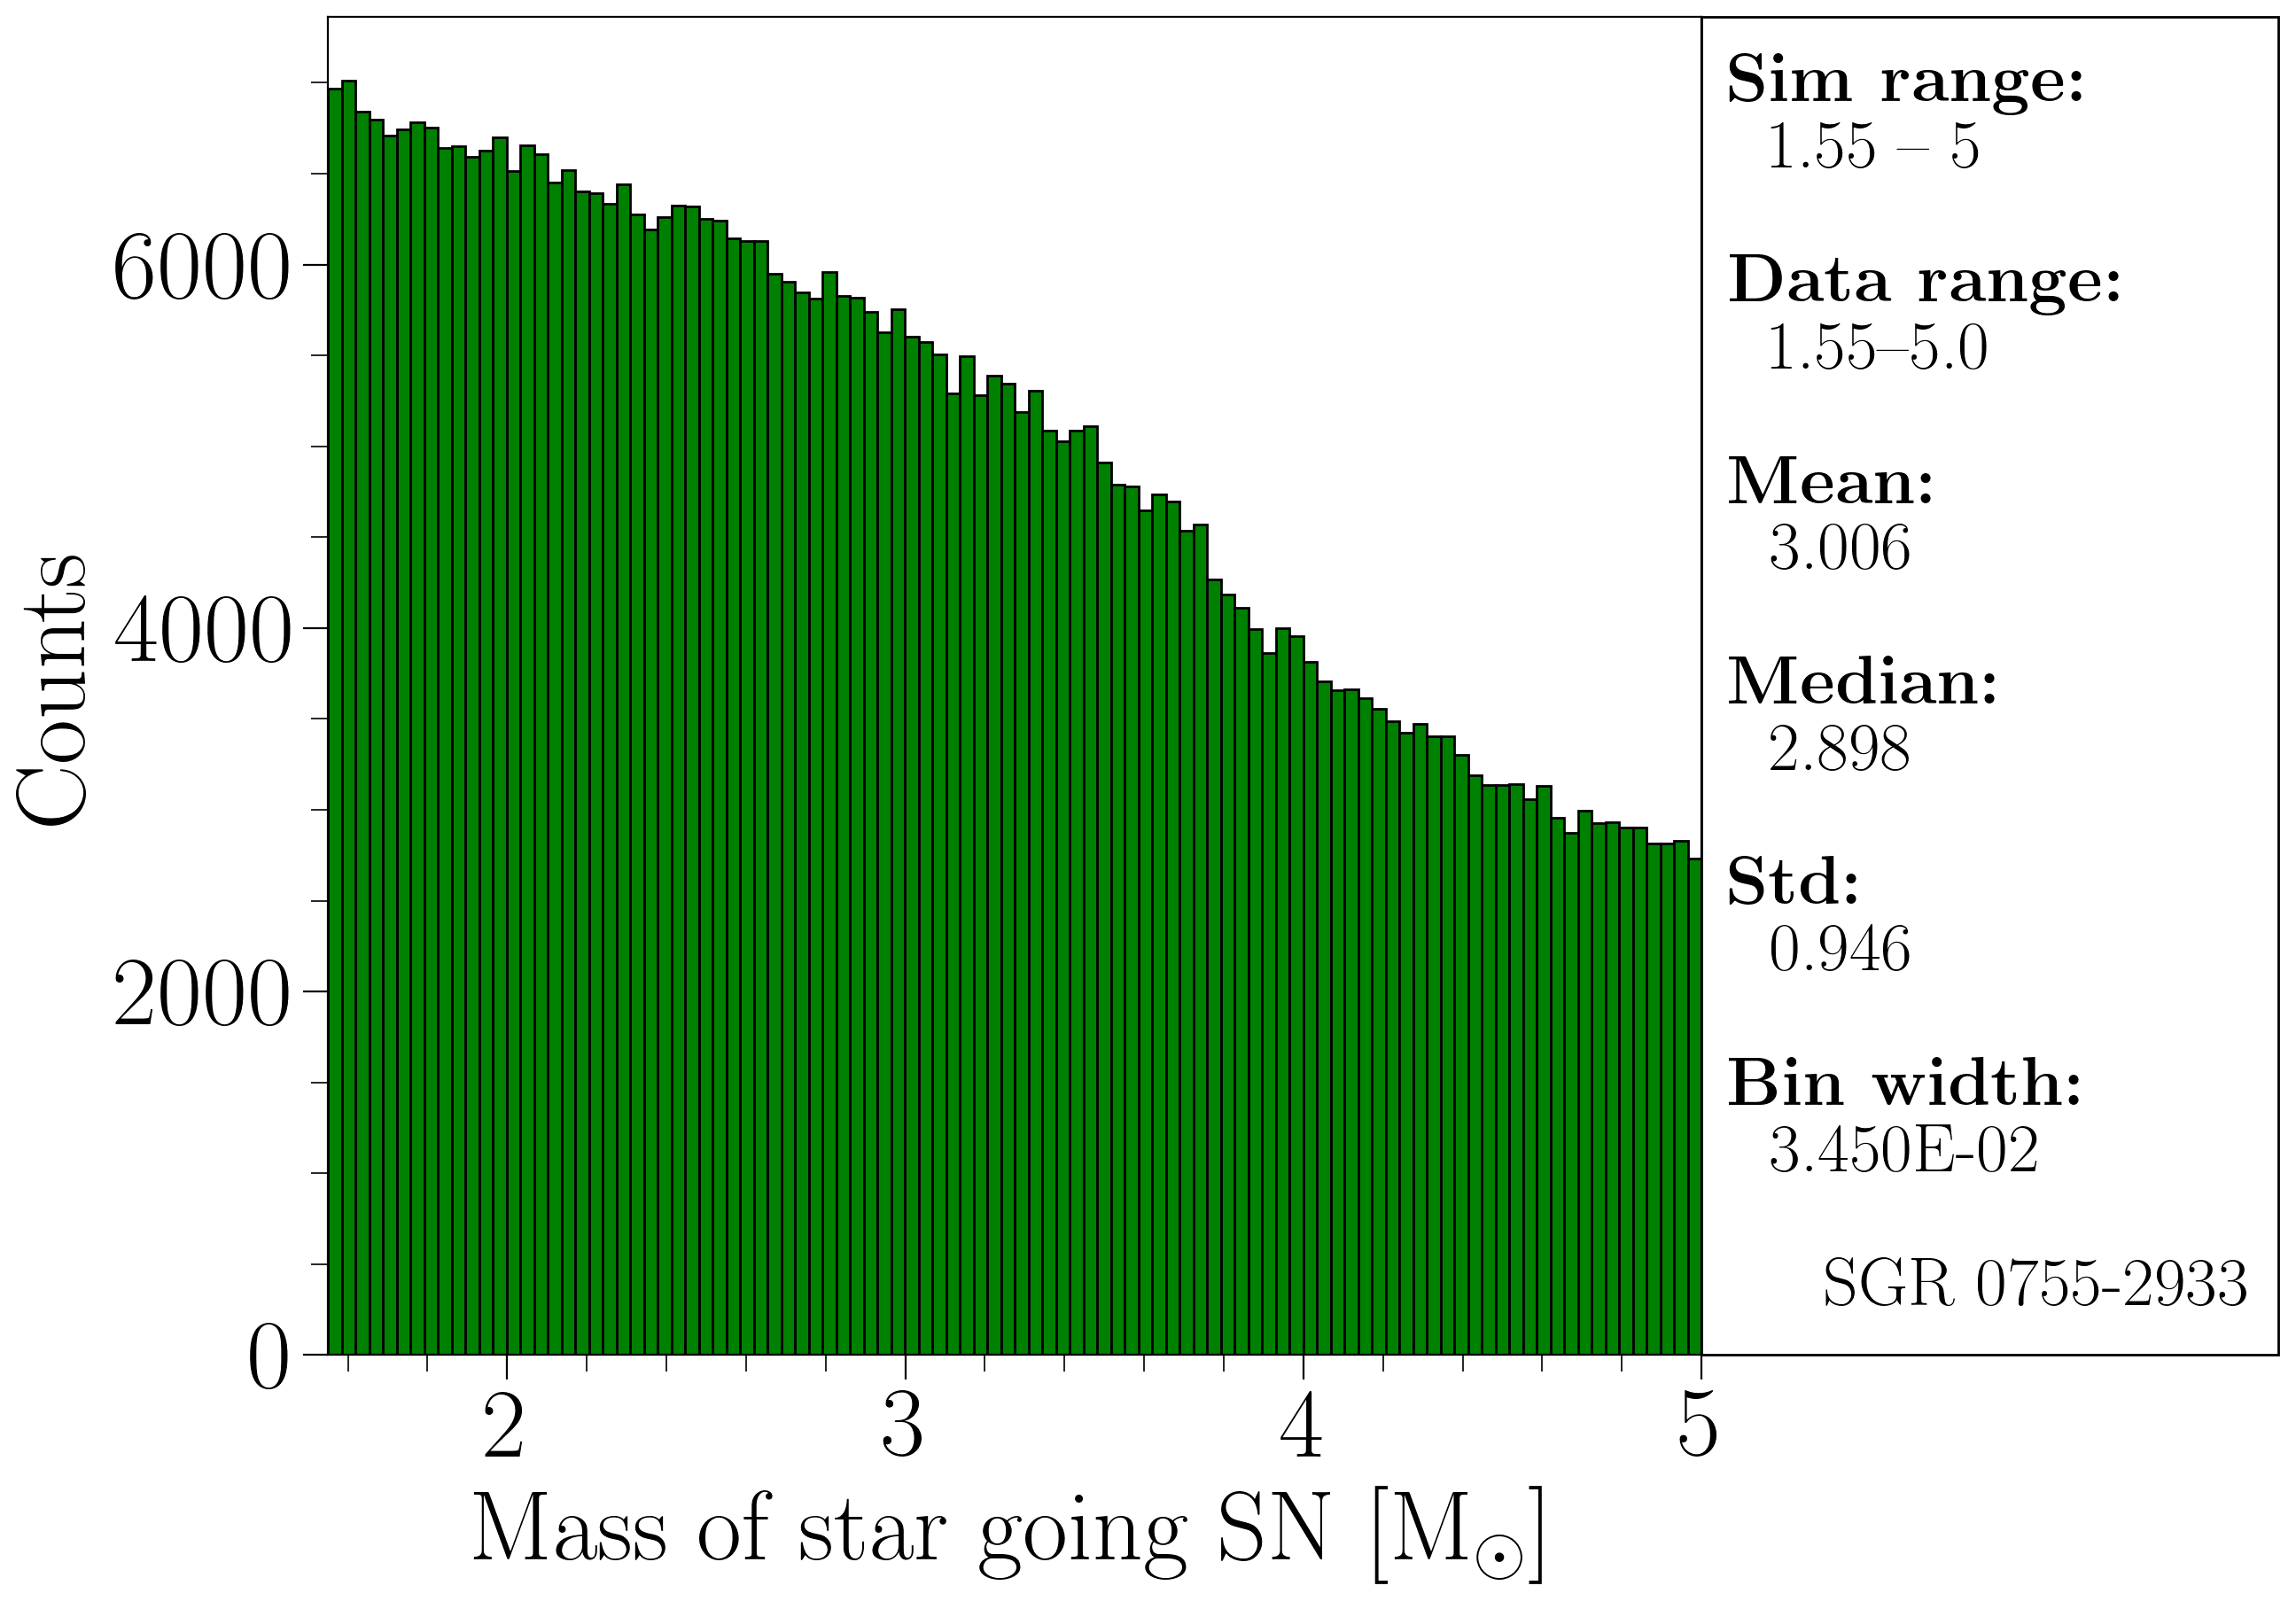 6000
4000
2000
0
Counts
2 3 4 5
Mass of star going SN [M⊙]
Sim range:
1.55 – 5
Data range:
1.55–5.0
Mean:
3.006
Median:
2.898
Std:
0.946
Bin width:
3.450E-02
SGR 0755-2933